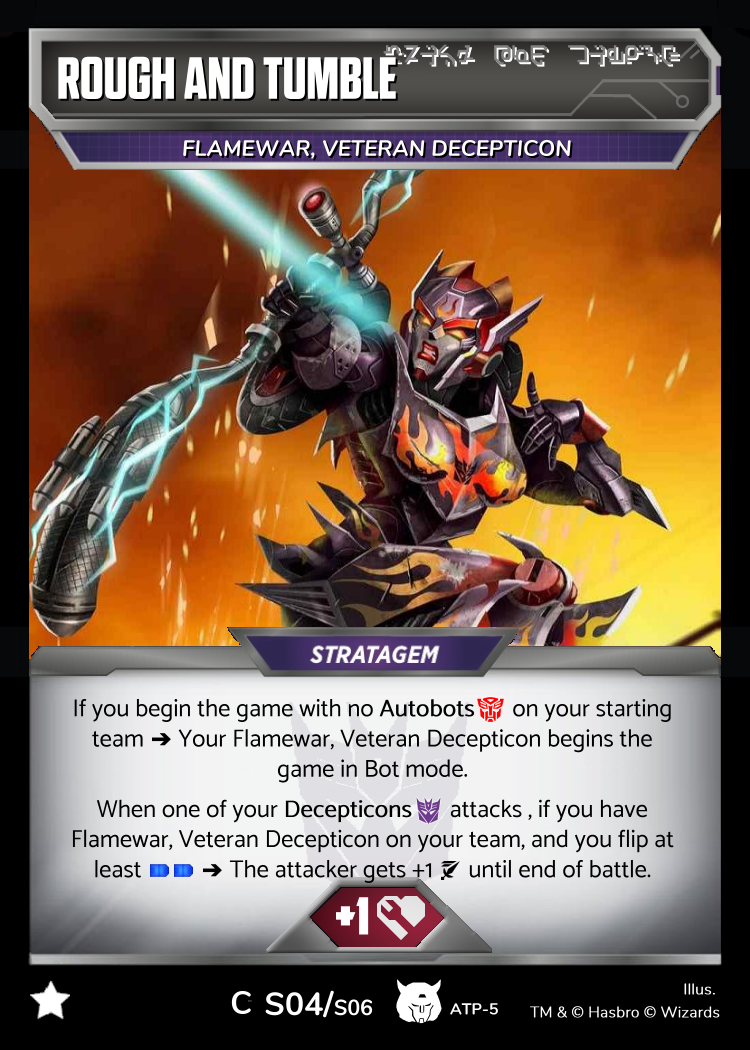 ROUGH AND TUMBLE
FLAMEWAR, VETERAN DECEPTICON
STRATAGEM
If you begin the game with no Autobots on your starting
team ➔ Your Flamewar, Veteran Decepticon begins the
game in Bot mode.
When one of your Decepticons attacks , if you have
Flamewar, Veteran Decepticon on your team, and you flip at
least ➔ The attacker gets +1 until end of battle.
+1
C S04/S06 ATP-5
Illus.
TM & © Hasbro © Wizards